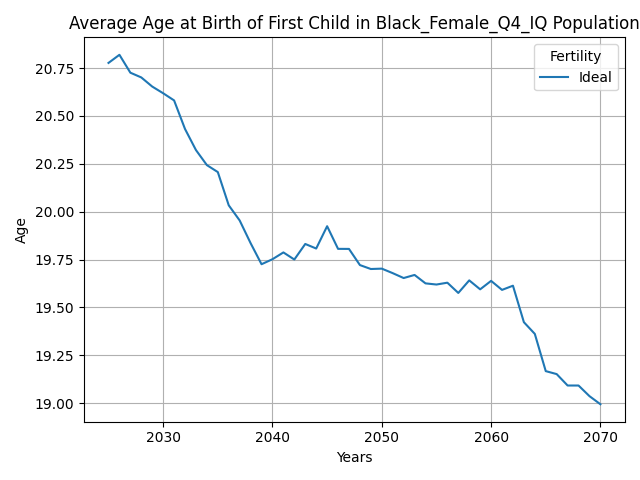 Average Age at Birth of First Child in Black_Female_Q4_IQ Population
Fertility
Ideal
Age
20.75
20.50
20.25
20.00
19.75
19.50
19.25
19.00
2030 2040 2050 2060 2070
Years